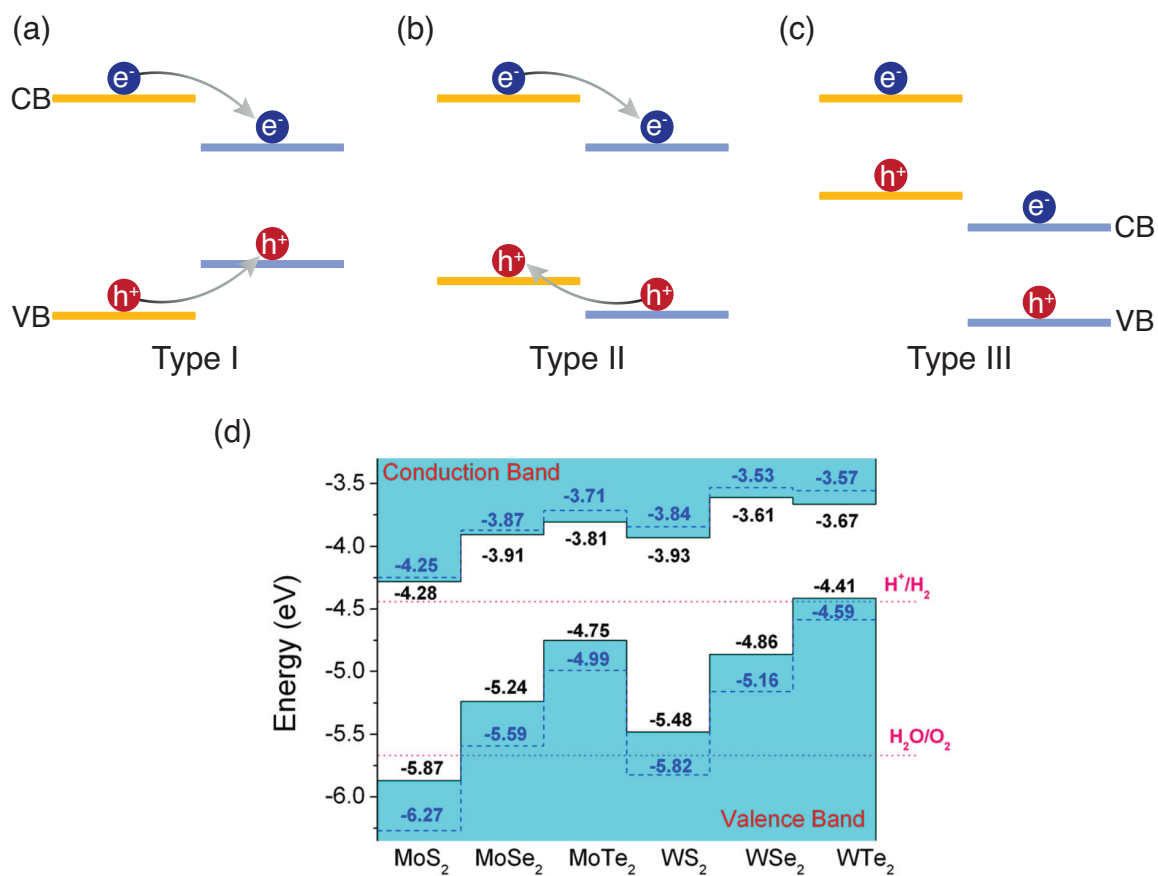 (a)
(b)
(c)
e⁻
e⁻
e⁻
CB
e⁻
e⁻
h⁺
e⁻
h⁺
h⁺
CB
h⁺
h⁺
h⁺
VB
VB
Type I
Type II
Type III
(d)
Conduction Band
-3.53
-3.57
-3.5
-3.71
-3.87
-3.84
-3.61
-3.67
-3.81
-3.91
-3.93
-4.0
-4.25
-4.28
-4.41
H⁺/H₂
-4.5
-4.59
-4.75
-4.86
-4.99
-5.0
-5.16
-5.24
-5.48
-5.5
-5.59
H₂O/O₂
-5.82
-5.87
-6.0
-6.27
Valence Band
Energy (eV)
MoS₂ MoSe₂ MoTe₂ WS₂ WSe₂ WTe₂